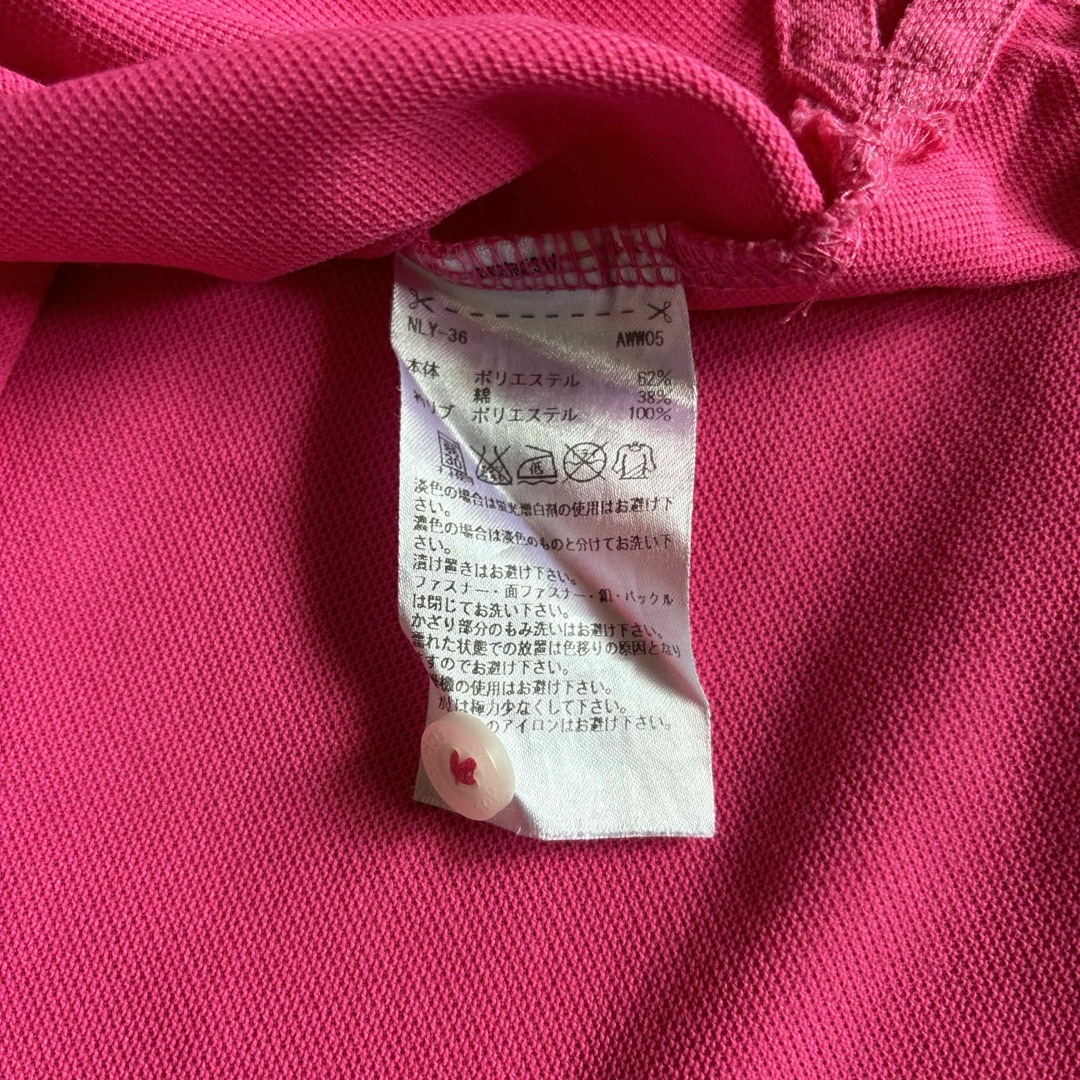 NLY-36 AWW05
本体 ポリエステル 62%
綿 38%
リブ ポリエステル 100%
30
低
淡色の場合は蛍光増白剤の使用はお避け下
さい。
濃色の場合は淡色のものと分けてお洗い下
さい。
漬け置きはお避け下さい。
ファスナー・面ファスナー・釦・バックル
は閉じてお洗い下さい。
かざり部分のもみ洗いはお避け下さい。
濡れた状態での放置は色移りの原因となり
ますのでお避け下さい。
機の使用はお避け下さい。
は極力少なくして下さい。
のアイロンはお避け下さい。